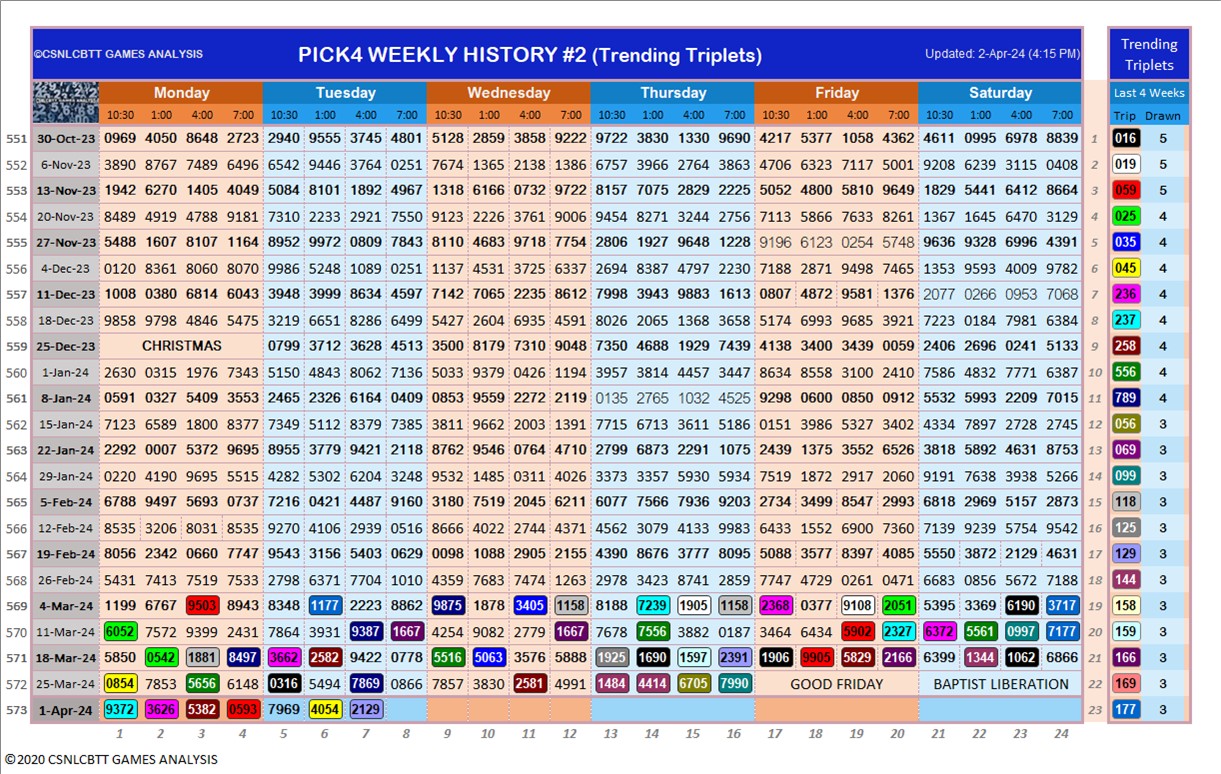 ©CSNLCBTT GAMES ANALYSIS PICK4 WEEKLY HISTORY #2 (Trending Triplets) Updated: 2-Apr-24 (4:15 PM) Trending Triplets
Monday Tuesday Wednesday Thursday Friday Saturday Last 4 Weeks
10:30 1:00 4:00 7:00 10:30 1:00 4:00 7:00 10:30 1:00 4:00 7:00 10:30 1:00 4:00 7:00 10:30 1:00 4:00 7:00 10:30 1:00 4:00 7:00 Trip Drawn
551 30-Oct-23 0969 4050 8648 2723 2940 9555 3745 4801 5128 2859 3858 9222 9722 3830 1330 9690 4217 5377 1058 4362 4611 0995 6978 8839 1 016 5
552 6-Nov-23 3890 8767 7489 6496 6542 9446 3764 0251 7674 1365 2138 1386 6757 3966 2764 3863 4706 6323 7117 5001 9208 6239 3115 0408 2 019 5
553 13-Nov-23 1942 6270 1405 4049 5084 8101 1892 4967 1318 6166 0732 9722 8157 7075 2829 2225 5052 4800 5810 9649 1829 5441 6412 8664 3 059 5
554 20-Nov-23 8489 4919 4788 9181 7310 2233 2921 7550 9123 2226 3761 9006 9454 8271 3244 2756 7113 5866 7633 8261 1367 1645 6470 3129 4 025 4
555 27-Nov-23 5488 1607 8107 1164 8952 9972 0809 7843 8110 4683 9718 7754 2806 1927 9648 1228 9196 6123 0254 5748 9636 9328 6996 4391 5 035 4
556 4-Dec-23 0120 8361 8060 8070 9986 5248 1089 0251 1137 4531 3725 6337 2694 8387 4797 2230 7188 2871 9498 7465 1353 9593 4009 9782 6 045 4
557 11-Dec-23 1008 0380 6814 6043 3948 3999 8634 4597 7142 7065 2235 8612 7998 3943 9883 1613 0807 4872 9581 1376 2077 0266 0953 7068 7 236 4
558 18-Dec-23 9858 9798 4846 5475 3219 6651 8286 6499 5427 2604 6935 4591 8026 2065 1368 3658 5174 6993 9685 3921 7223 0184 7981 6384 8 237 4
559 25-Dec-23 CHRISTMAS 0799 3712 3628 4513 3500 8179 7310 9048 7350 4688 1929 7439 4138 3400 3439 0059 2406 2696 0241 5133 9 258 4
560 1-Jan-24 2630 0315 1976 7343 5150 4843 8062 7136 5033 9379 0426 1194 3957 3814 4457 3447 8634 8558 3100 2410 7586 4832 7771 6387 10 556 4
561 8-Jan-24 0591 0327 5409 3553 2465 2326 6164 0409 0853 9559 2272 2119 0135 2765 1032 4525 9298 0600 0850 0912 5532 5993 2209 7015 11 789 4
562 15-Jan-24 7123 6589 1800 8377 7349 5112 8379 7385 3811 9662 2003 1391 7715 6713 3611 5186 0151 3986 5327 3402 4334 7897 2728 2745 12 056 3
563 22-Jan-24 2292 0007 5372 9695 8955 3779 9421 2118 8762 9546 0764 4710 2799 6873 2291 1075 2439 1375 3552 6526 3818 5892 4631 8753 13 069 3
564 29-Jan-24 0220 4190 9695 5515 4282 5302 6204 3248 9532 1485 0311 4026 3373 3357 5930 5934 7519 1872 2917 2060 9191 7638 3938 5266 14 099 3
565 5-Feb-24 6788 9497 5693 0737 7216 0421 4487 9160 3180 7519 2045 6211 6077 7566 7936 9203 2734 3499 8547 2993 6818 2969 5157 2873 15 118 3
566 12-Feb-24 8535 3206 8031 8535 9270 4106 2939 0516 8666 4022 2744 4371 4562 3079 4133 9983 6433 1552 6900 7360 7139 9239 5754 9542 16 125 3
567 19-Feb-24 8056 2342 0660 7747 9543 3156 5403 0629 0098 1088 2905 2155 4390 8676 3777 8095 5088 3577 8397 4085 5550 3872 2129 4631 17 129 3
568 26-Feb-24 5431 7413 7519 7533 2798 6371 7704 1010 4359 7683 7474 1263 2978 3423 8741 2859 7747 4729 0261 0471 6683 0856 5672 7188 18 144 3
569 4-Mar-24 1199 6767 9503 8943 8348 1177 2223 8862 9875 1878 3405 1158 8188 7239 1905 1158 2368 0377 9108 2051 5395 3369 6190 3717 19 158 3
570 11-Mar-24 6052 7572 9399 2431 7864 3931 9387 1667 4254 9082 2779 1667 7678 7556 3882 0187 3464 6434 5902 2327 6372 5561 0997 7177 20 159 3
571 18-Mar-24 5850 0542 1881 8497 3662 2582 9422 0778 5516 5063 3576 5888 1925 1690 1597 2391 1906 9905 5829 2166 6399 1344 1062 6866 21 166 3
572 25-Mar-24 0854 7853 5656 6148 0316 5494 7869 0866 7857 3830 2581 4991 1484 4414 6705 7990 GOOD FRIDAY BAPTIST LIBERATION 22 169 3
573 1-Apr-24 9372 3626 5382 0593 7969 4054 2129 23 177 3
1 2 3 4 5 6 7 8 9 10 11 12 13 14 15 16 17 18 19 20 21 22 23 24
©2020 CSNLCBTT GAMES ANALYSIS